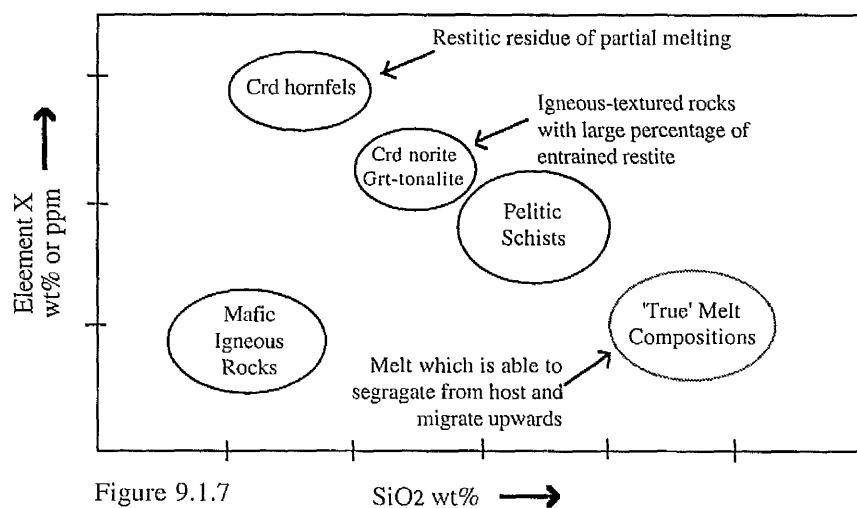 Restitic residue of partial melting
Crd hornfels
Igneous-textured rocks
with large percentage of
entrained restite
Crd norite
Grt-tonalite
Pelitic
Schists
Eleement X
wt% or ppm
Mafic
Igneous
Rocks
'True' Melt
Compositions
Melt which is able to
segragate from host and
migrate upwards
Figure 9.1.7
SiO2 wt%